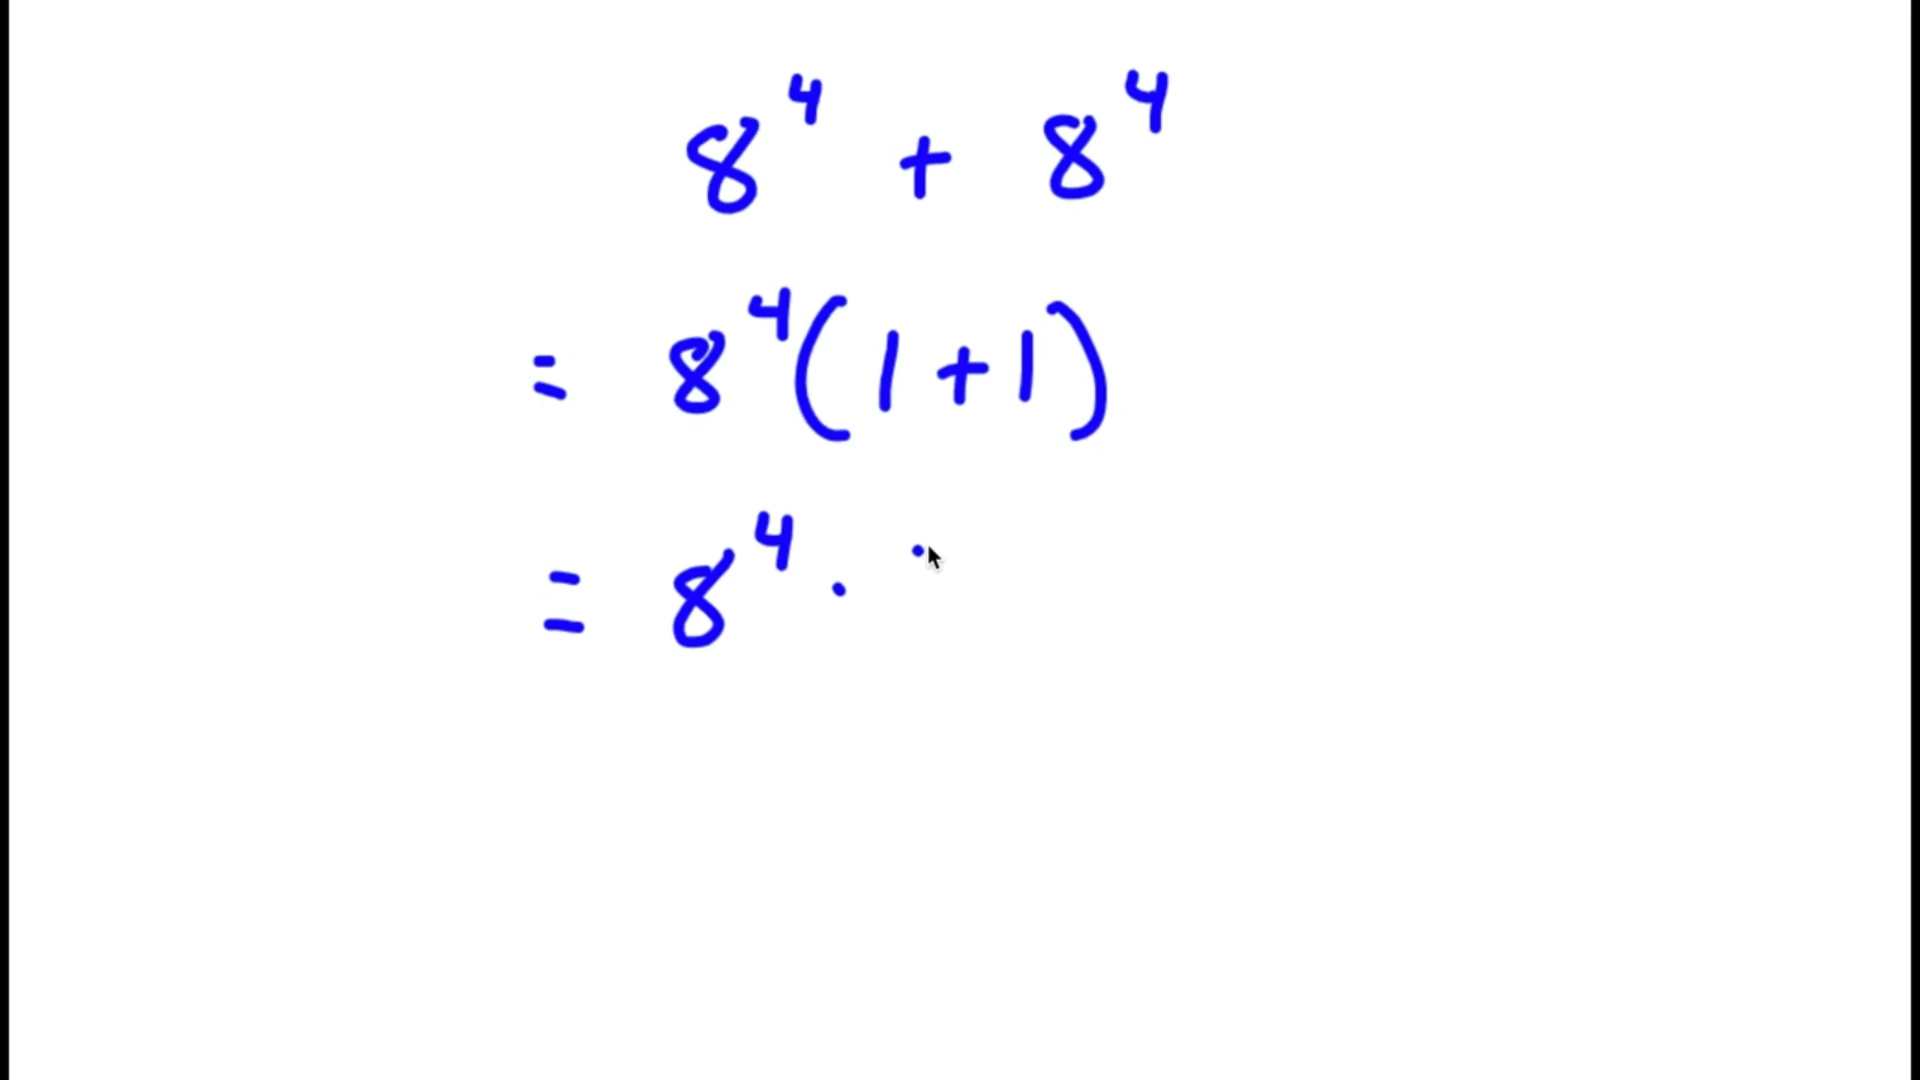 8⁴ + 8⁴
= 8⁴(1+1)
= 8⁴ ·